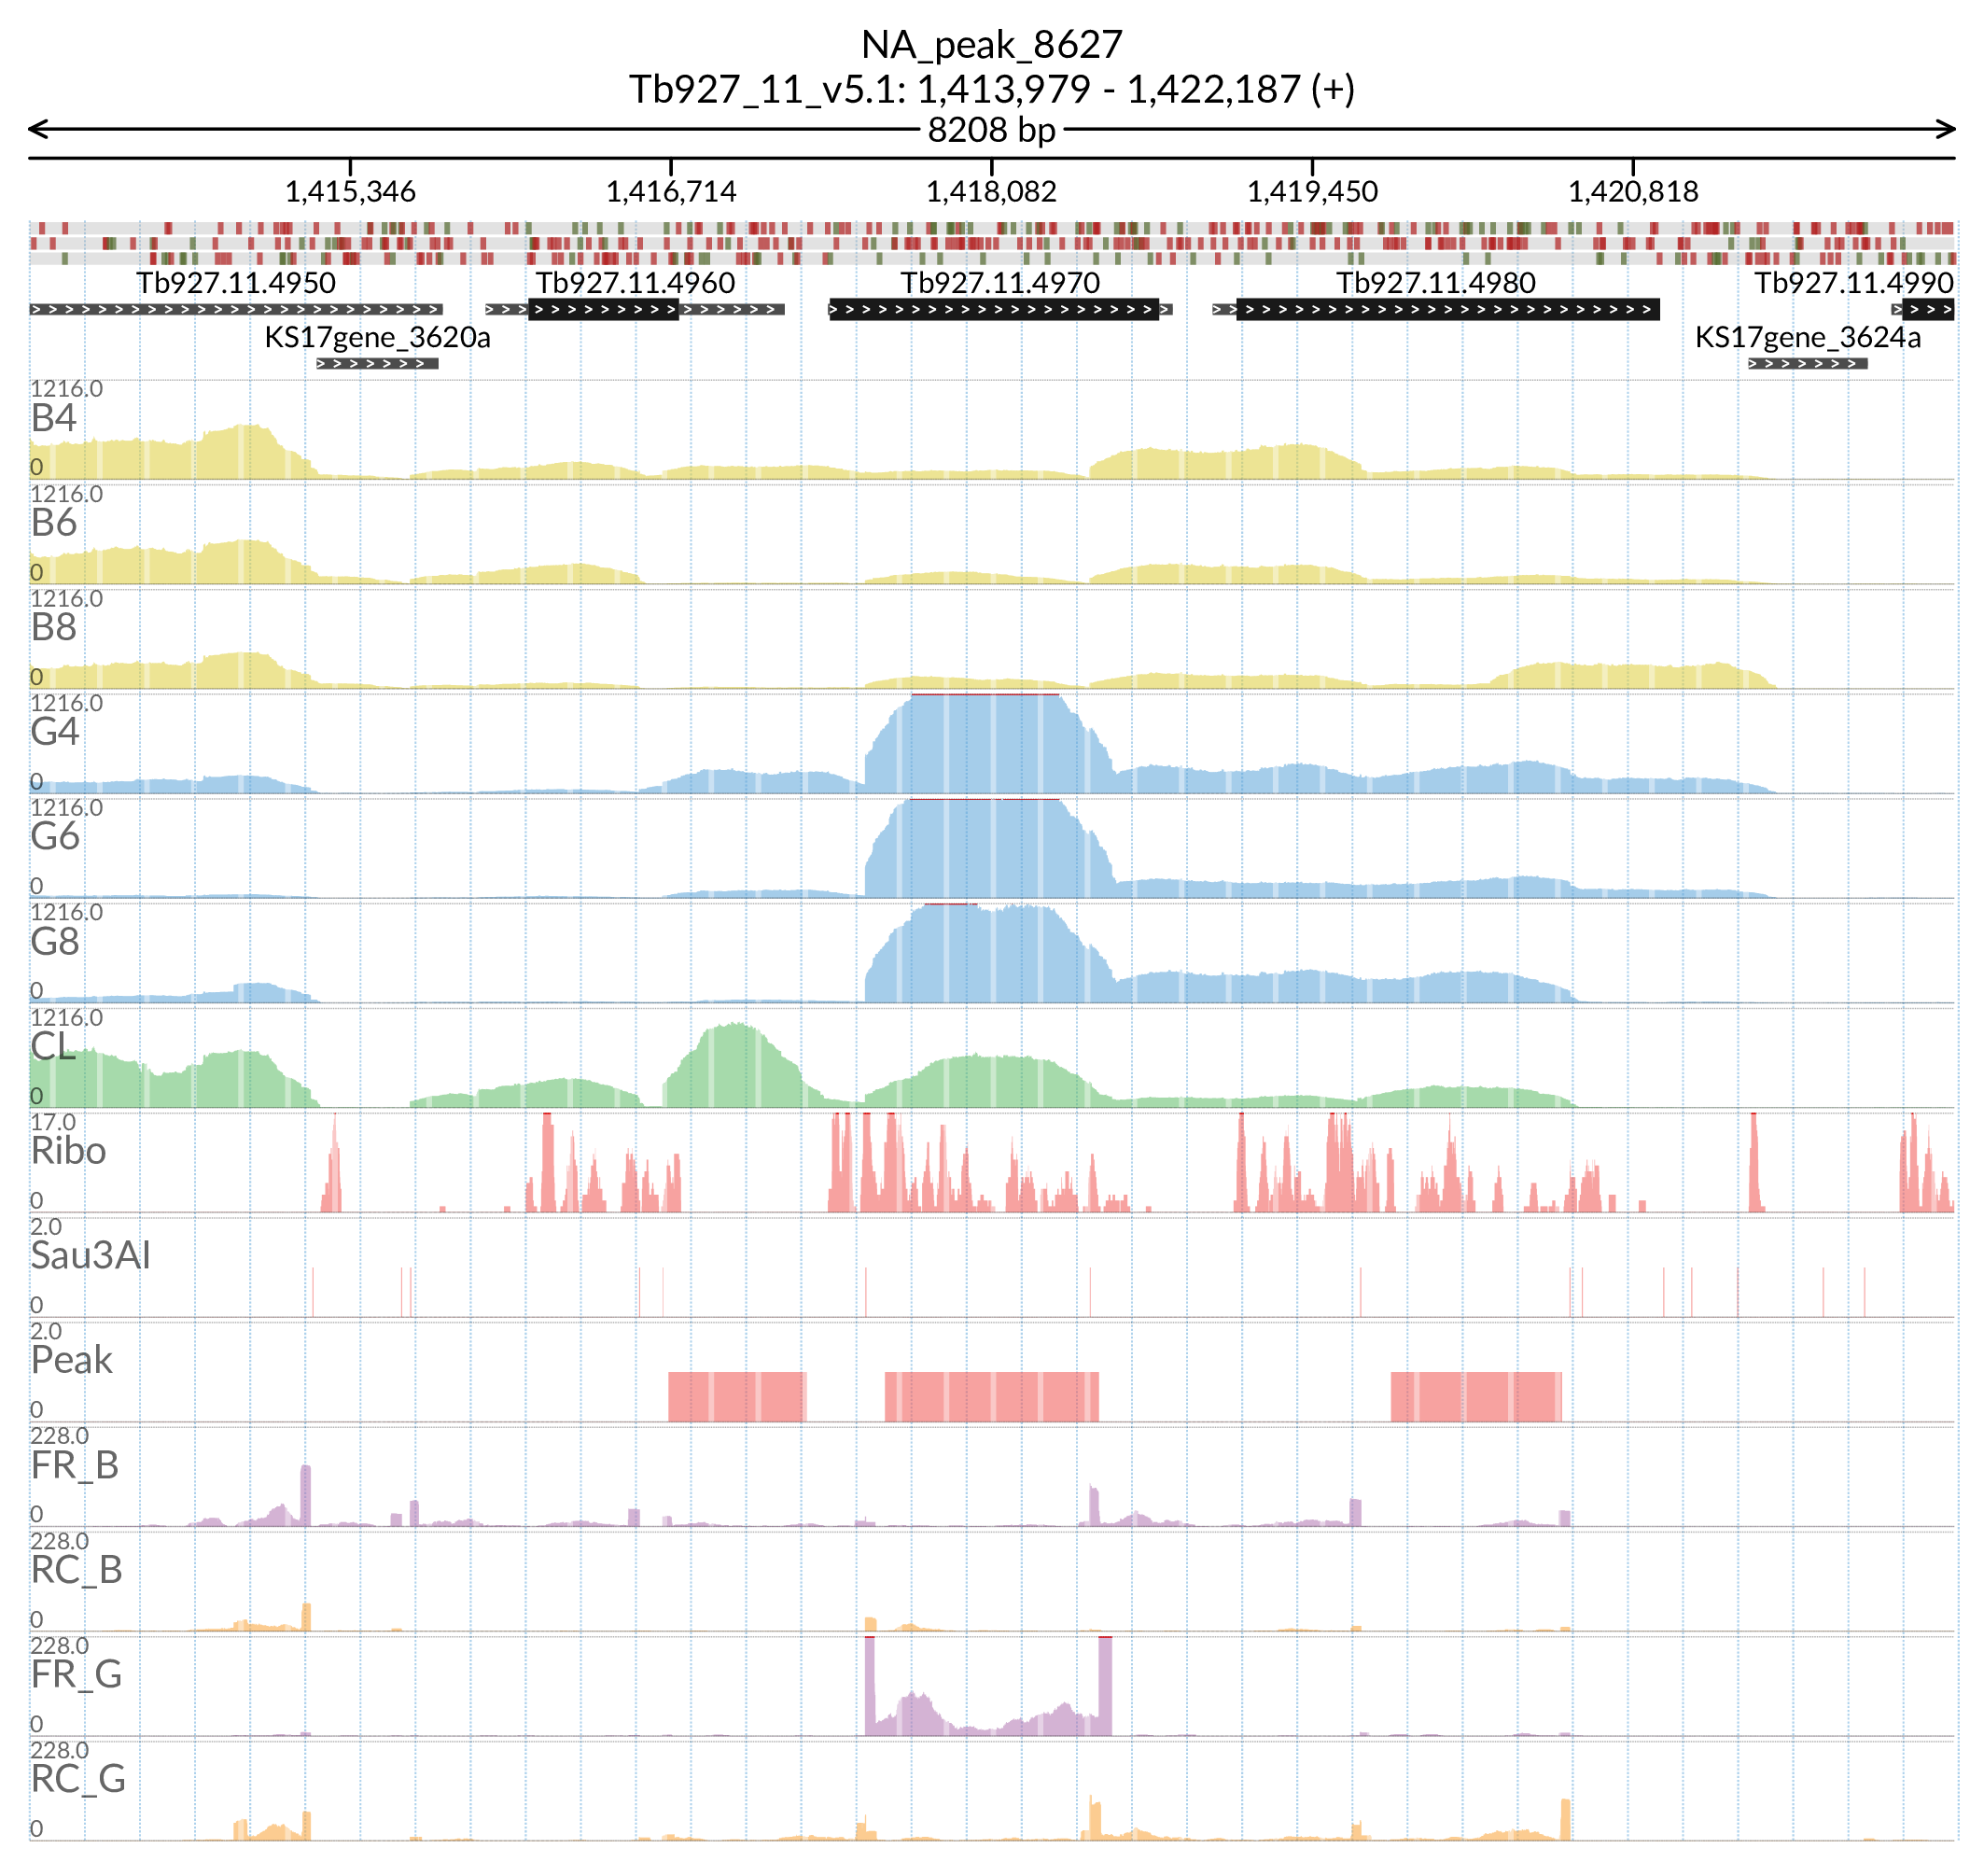 NA_peak_8627
Tb927_11_v5.1: 1,413,979 - 1,422,187 (+)
8208 bp
1,415,346 1,416,714 1,418,082 1,419,450 1,420,818
Tb927.11.4950 Tb927.11.4960 Tb927.11.4970 Tb927.11.4980 Tb927.11.4990
KS17gene_3620a KS17gene_3624a
1216.0
B4
0
1216.0
B6
0
1216.0
B8
0
1216.0
G4
0
1216.0
G6
0
1216.0
G8
0
1216.0
CL
0
17.0
Ribo
0
2.0
Sau3AI
0
2.0
Peak
0
228.0
FR_B
0
228.0
RC_B
0
228.0
FR_G
0
228.0
RC_G
0